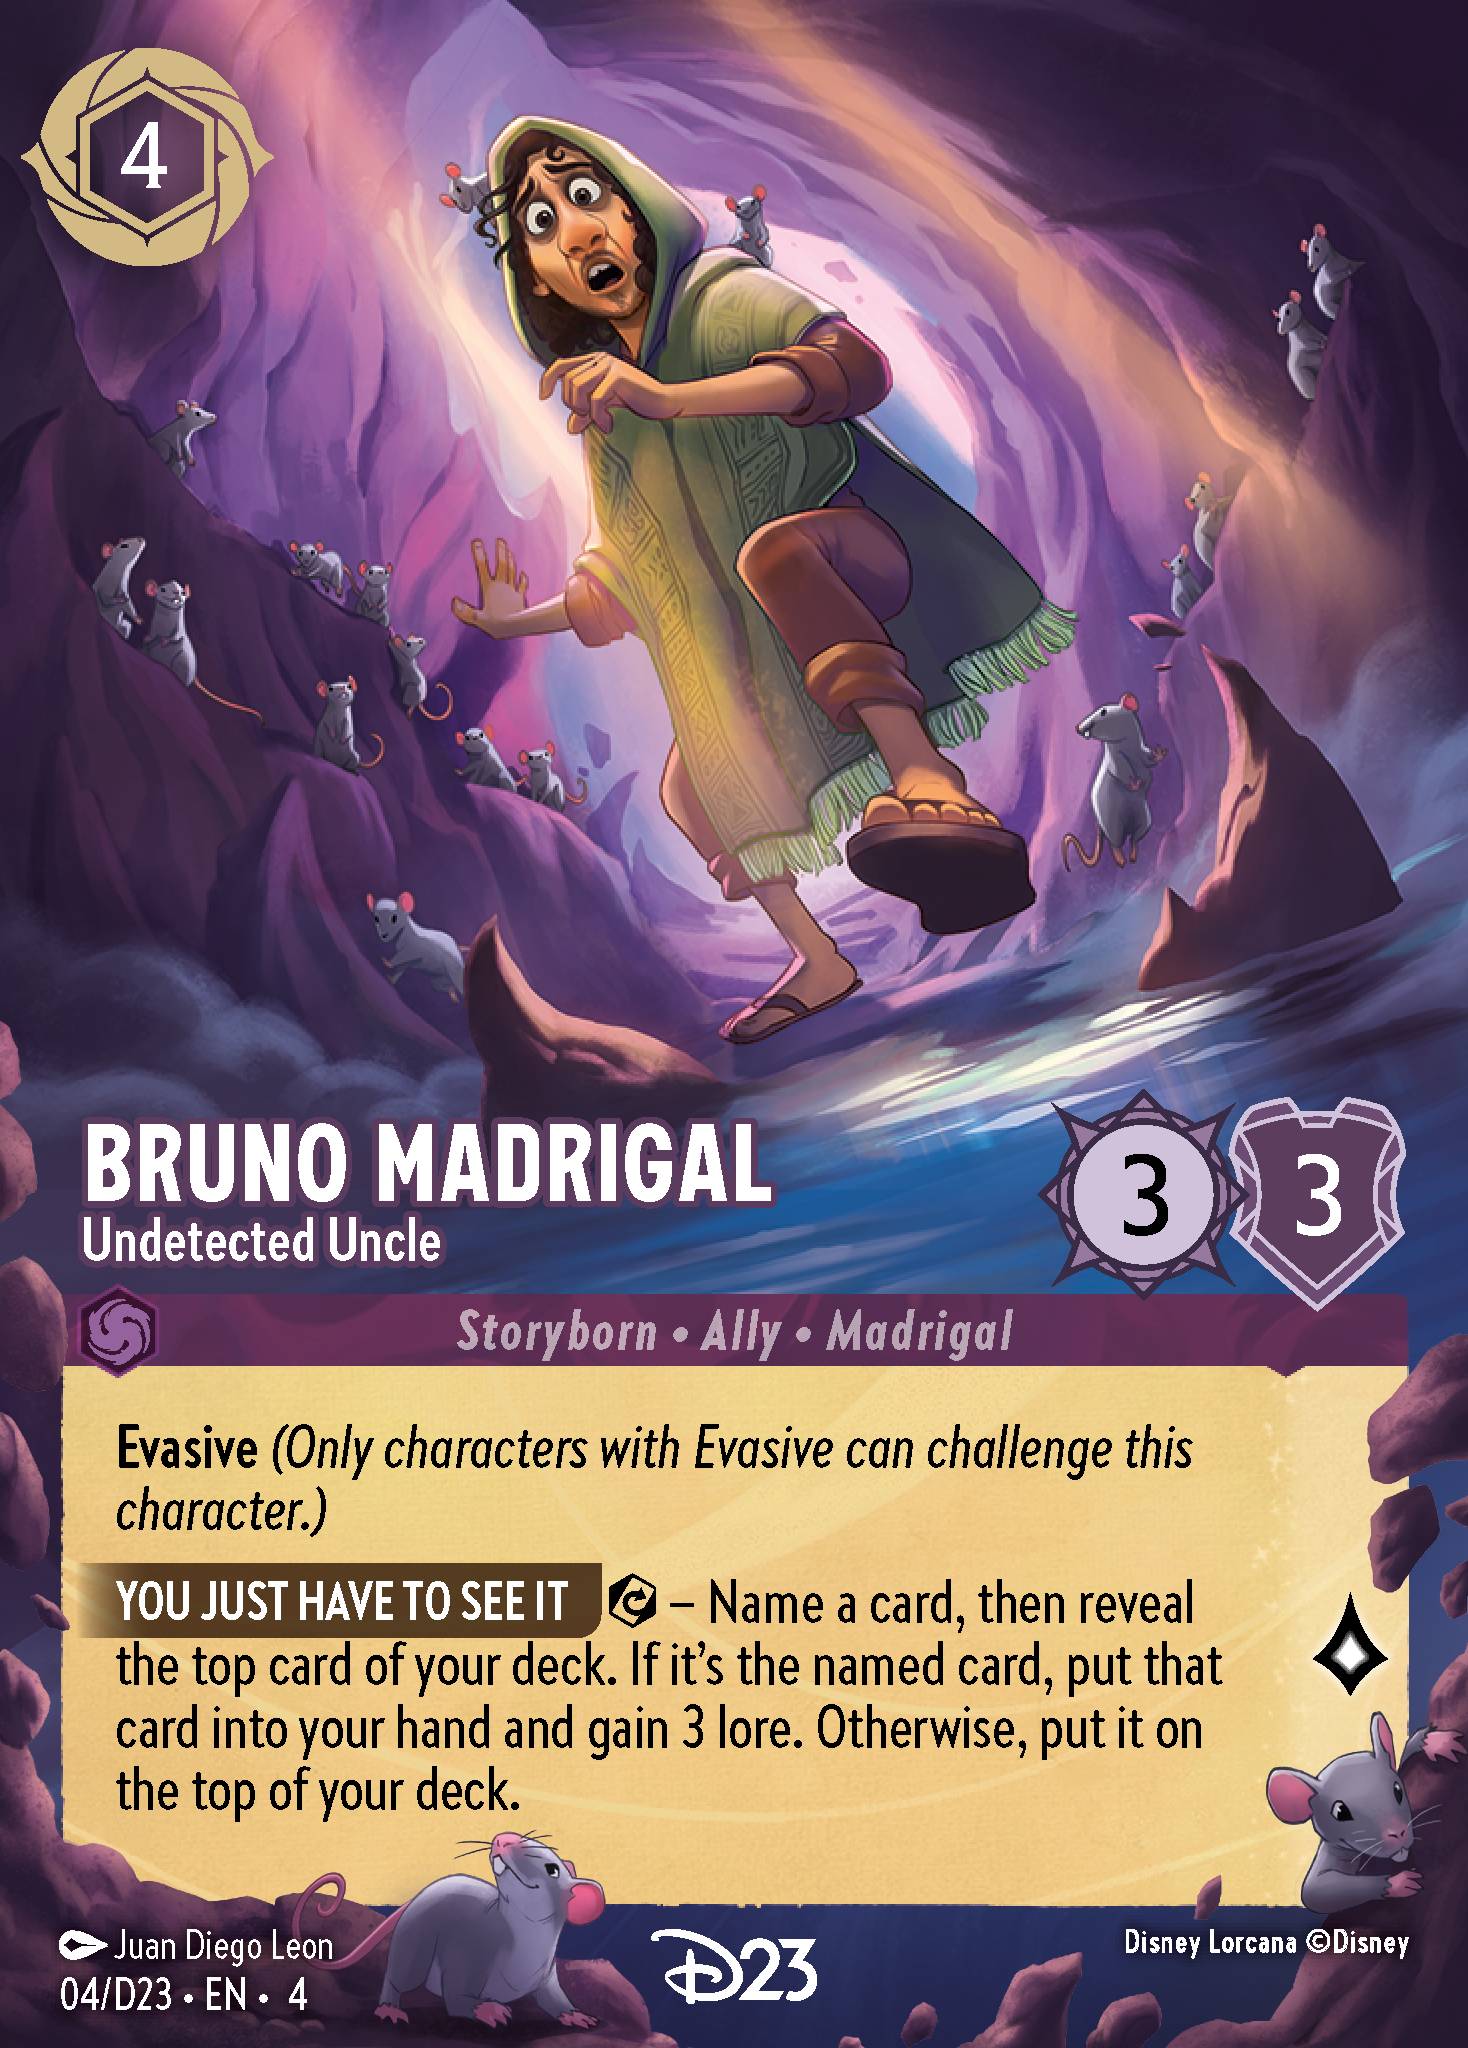 4
BRUNO MADRIGAL
Undetected Uncle
3
3
Storyborn • Ally • Madrigal
Evasive (Only characters with Evasive can challenge this
character.)
YOU JUST HAVE TO SEE IT – Name a card, then reveal
the top card of your deck. If it's the named card, put that
card into your hand and gain 3 lore. Otherwise, put it on
the top of your deck.
Juan Diego Leon
04/D23 • EN • 4
D23
Disney Lorcana ©Disney